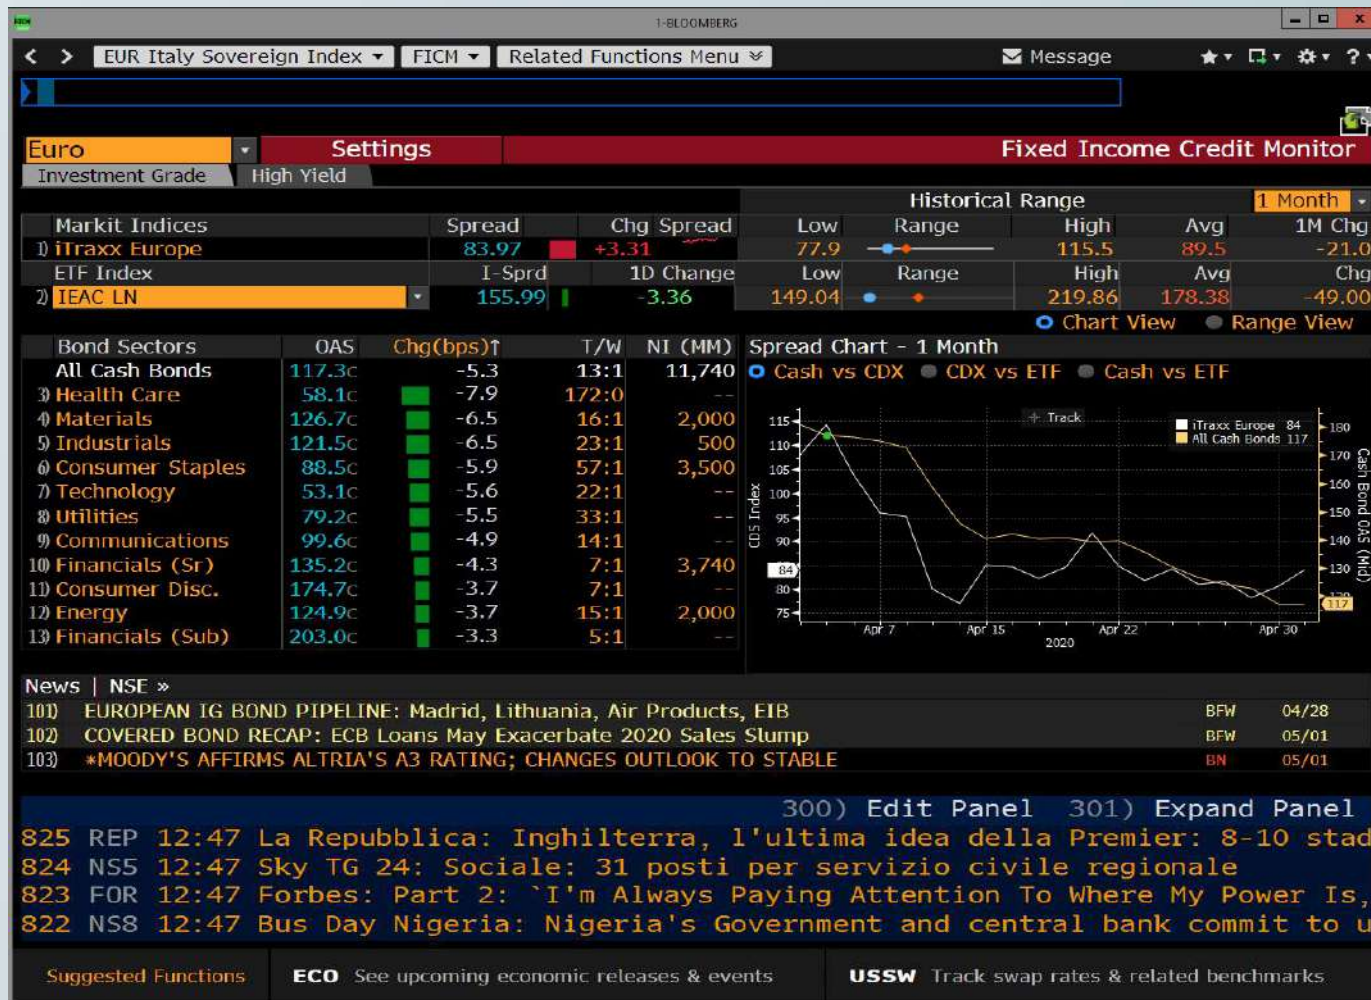 1-BLOOMBERG
EUR Italy Sovereign Index FICM Related Functions Menu Message ?
Euro Settings Fixed Income Credit Monitor
Investment Grade High Yield
Historical Range 1 Month
Markit Indices Spread Chg Spread Low Range High Avg 1M Chg
1) iTraxx Europe 83.97 +3.31 77.9 115.5 89.5 -21.0
ETF Index I-Sprd 1D Change Low Range High Avg Chg
2) IEAC LN 155.99 -3.36 149.04 219.86 178.38 -49.00
Chart View Range View
Bond Sectors OAS Chg(bps)↑ T/W NI (MM)
All Cash Bonds 117.3c -5.3 13:1 11,740
3) Health Care 58.1c -7.9 172:0 --
4) Materials 126.7c -6.5 16:1 2,000
5) Industrials 121.5c -6.5 23:1 500
6) Consumer Staples 88.5c -5.9 57:1 3,500
7) Technology 53.1c -5.6 22:1 --
8) Utilities 79.2c -5.5 33:1 --
9) Communications 99.6c -4.9 14:1 --
10) Financials (Sr) 135.2c -4.3 7:1 3,740
11) Consumer Disc. 174.7c -3.7 7:1 --
12) Energy 124.9c -3.7 15:1 2,000
13) Financials (Sub) 203.0c -3.3 5:1 --
Spread Chart - 1 Month
Cash vs CDX CDX vs ETF Cash vs ETF
Track
iTraxx Europe 84
All Cash Bonds 117
CDS Index
115
110
105
100
95
90
84
80
75
180
170
160
150
140
130
117
Cash Bond OAS (Mid)
Apr 7 Apr 15 Apr 22 Apr 30
2020
News | NSE »
101) EUROPEAN IG BOND PIPELINE: Madrid, Lithuania, Air Products, EIB BFW 04/28
102) COVERED BOND RECAP: ECB Loans May Exacerbate 2020 Sales Slump BFW 05/01
103) *MOODY'S AFFIRMS ALTRIA'S A3 RATING; CHANGES OUTLOOK TO STABLE BN 05/01
300) Edit Panel 301) Expand Panel
825 REP 12:47 La Repubblica: Inghilterra, l'ultima idea della Premier: 8-10 stad
824 NS5 12:47 Sky TG 24: Sociale: 31 posti per servizio civile regionale
823 FOR 12:47 Forbes: Part 2: `I'm Always Paying Attention To Where My Power Is,
822 NS8 12:47 Bus Day Nigeria: Nigeria's Government and central bank commit to u
Suggested Functions ECO See upcoming economic releases & events USSW Track swap rates & related benchmarks